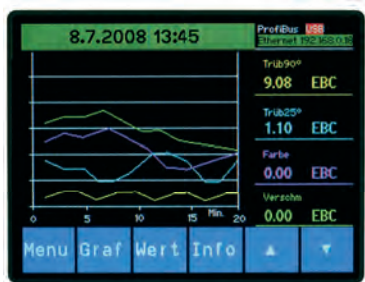 8.7.2008 13:45
ProfiBus USB
Ethernet 192.168.0.16
Trüb90°
9.08 EBC
Trüb25°
1.10 EBC
Farbe
0.00 EBC
Verschm
0.00 EBC
0 5 10 15 Min. 20
Menu Graf Wert Info